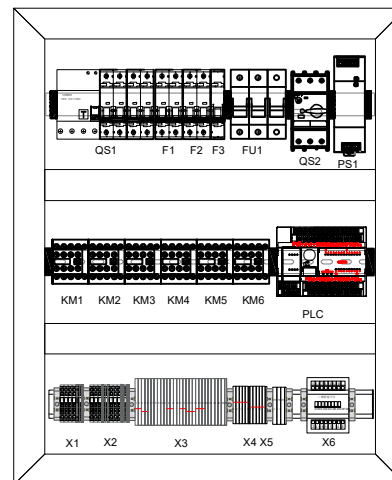 QS1 F1 F2 F3 FU1 QS2 PS1
KM1 KM2 KM3 KM4 KM5 KM6 PLC
X1 X2 X3 X4 X5 X6